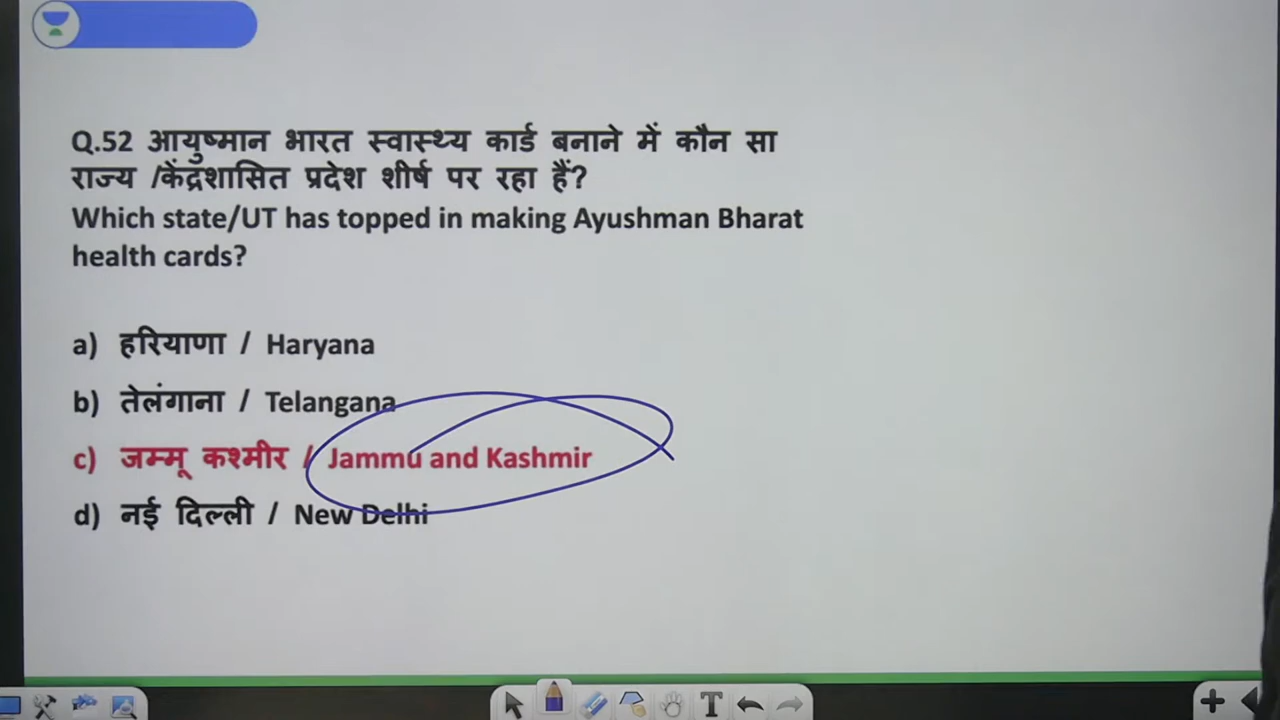 Q.52 आयुष्मान भारत स्वास्थ्य कार्ड बनाने में कौन सा
राज्य /केंद्रशासित प्रदेश शीर्ष पर रहा हैं?
Which state/UT has topped in making Ayushman Bharat
health cards?
a) हरियाणा / Haryana
b) तेलंगाना / Telangana
c) जम्मू कश्मीर / Jammu and Kashmir
d) नई दिल्ली / New Delhi